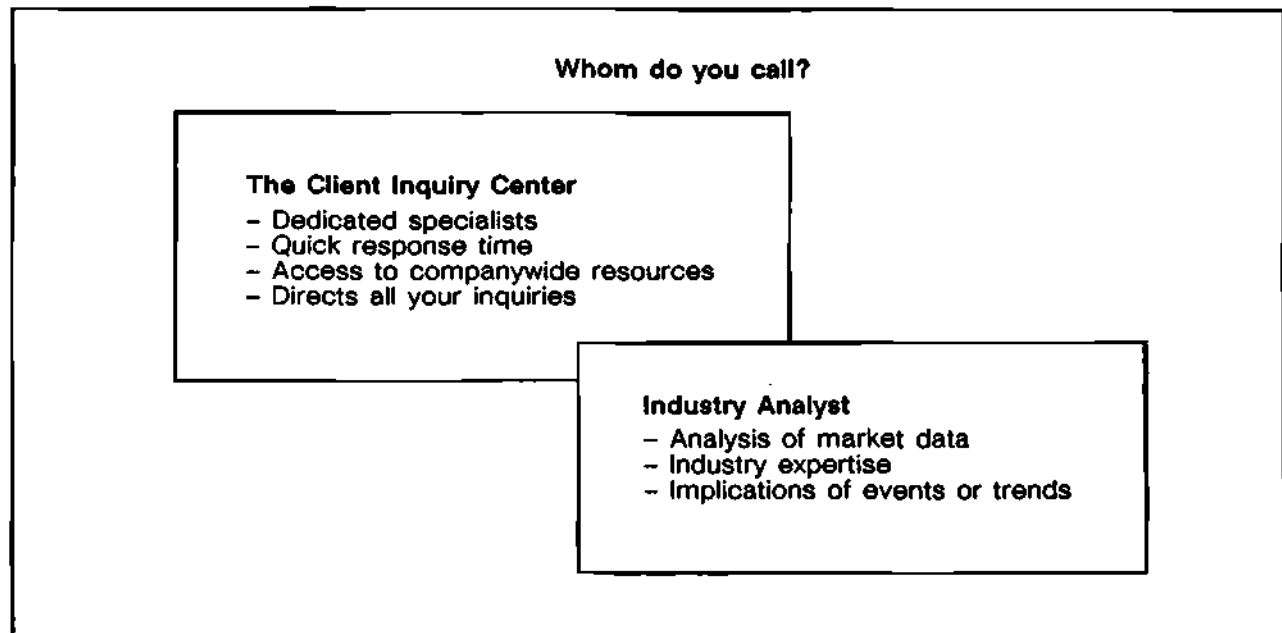 Whom do you call?
The Client Inquiry Center
– Dedicated specialists
– Quick response time
– Access to companywide resources
– Directs all your inquiries
Industry Analyst
– Analysis of market data
– Industry expertise
– Implications of events or trends